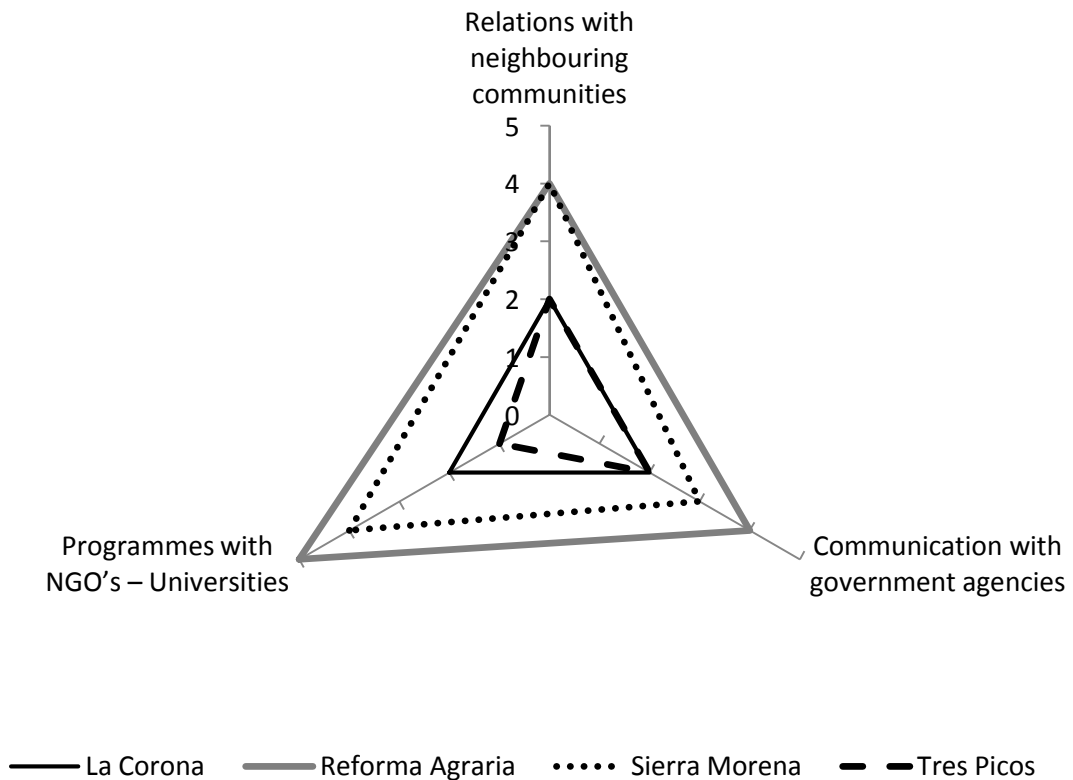 Relations with
neighbouring
communities
5
4
3
2
1
0
Programmes with
NGO’s – Universities
Communication with
government agencies
La Corona
Reforma Agraria
Sierra Morena
Tres Picos